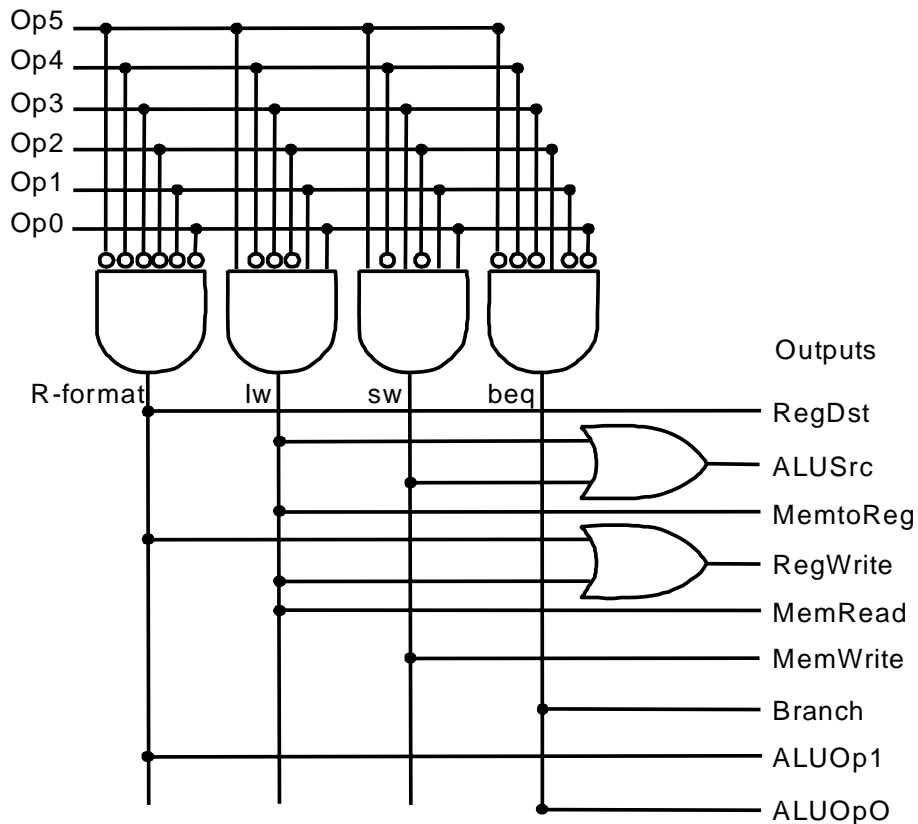 Op5
Op4
Op3
Op2
Op1
Op0
Outputs
R-format lw sw beq
RegDst
ALUSrc
MemtoReg
RegWrite
MemRead
MemWrite
Branch
ALUOp1
ALUOpO